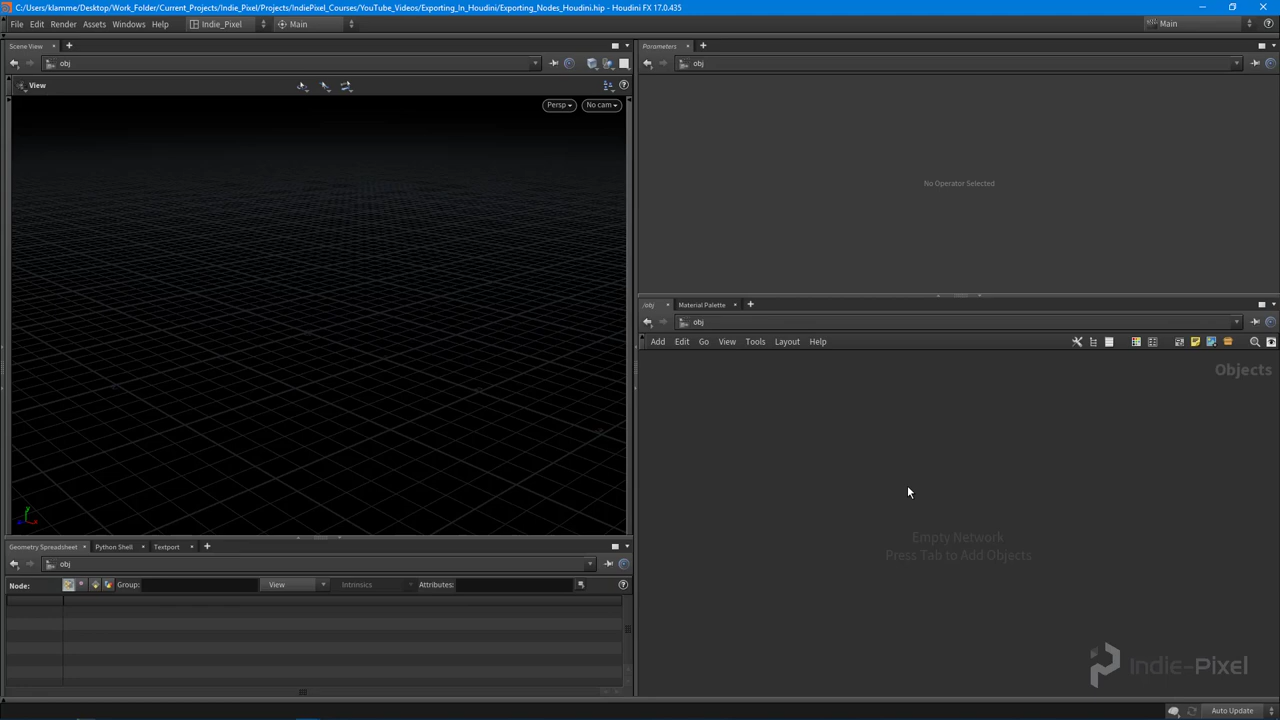 C:/Users/klamme/Desktop/Work_Folder/Current_Projects/Indie_Pixel/Projects/IndiePixel_Courses/YouTube_Videos/Exporting_In_Houdini/Exporting_Nodes_Houdini.hip - Houdini FX 17.0.435
File Edit Render Assets Windows Help Indie_Pixel Main Main
Scene View
obj
View
Persp No cam
y
x
Geometry Spreadsheet Python Shell Textport
obj
Node: Group: View Intrinsics Attributes:
Parameters
obj
No Operator Selected
/obj Material Palette
obj
Add Edit Go View Tools Layout Help
Objects
Empty Network
Press Tab to Add Objects
Indie-Pixel
Auto Update